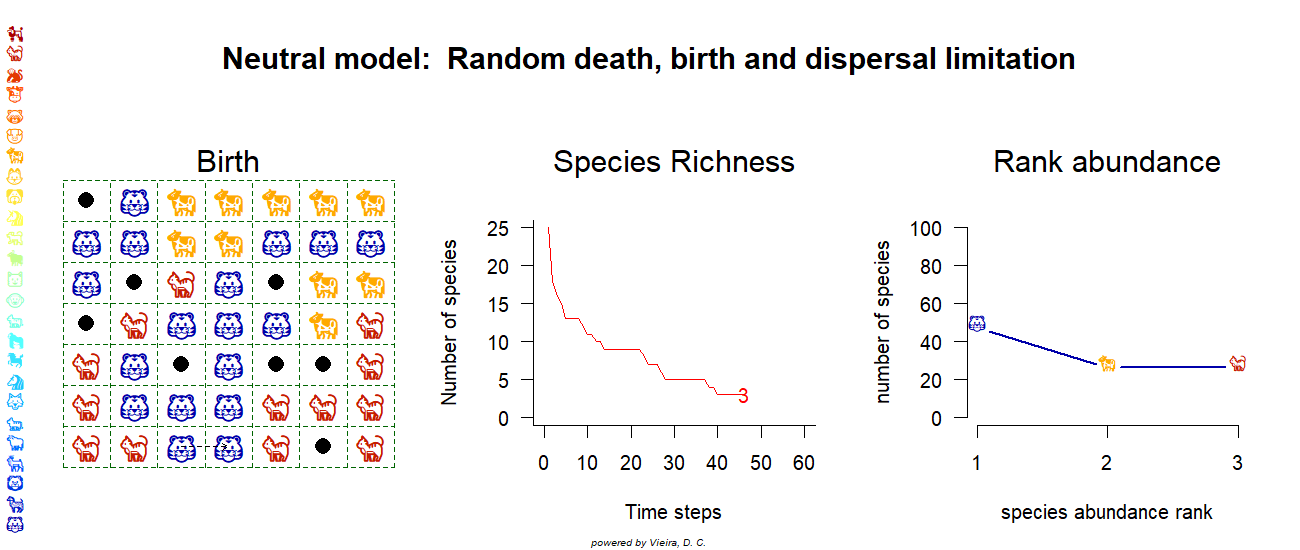 Neutral model:  Random death, birth and dispersal limitation
Birth
Species Richness
Number of species
25
20
15
10
5
0
3
0 10 20 30 40 50 60
Time steps
Rank abundance
number of species
100
80
60
40
20
0
1 2 3
species abundance rank
powered by Vieira, D. C.